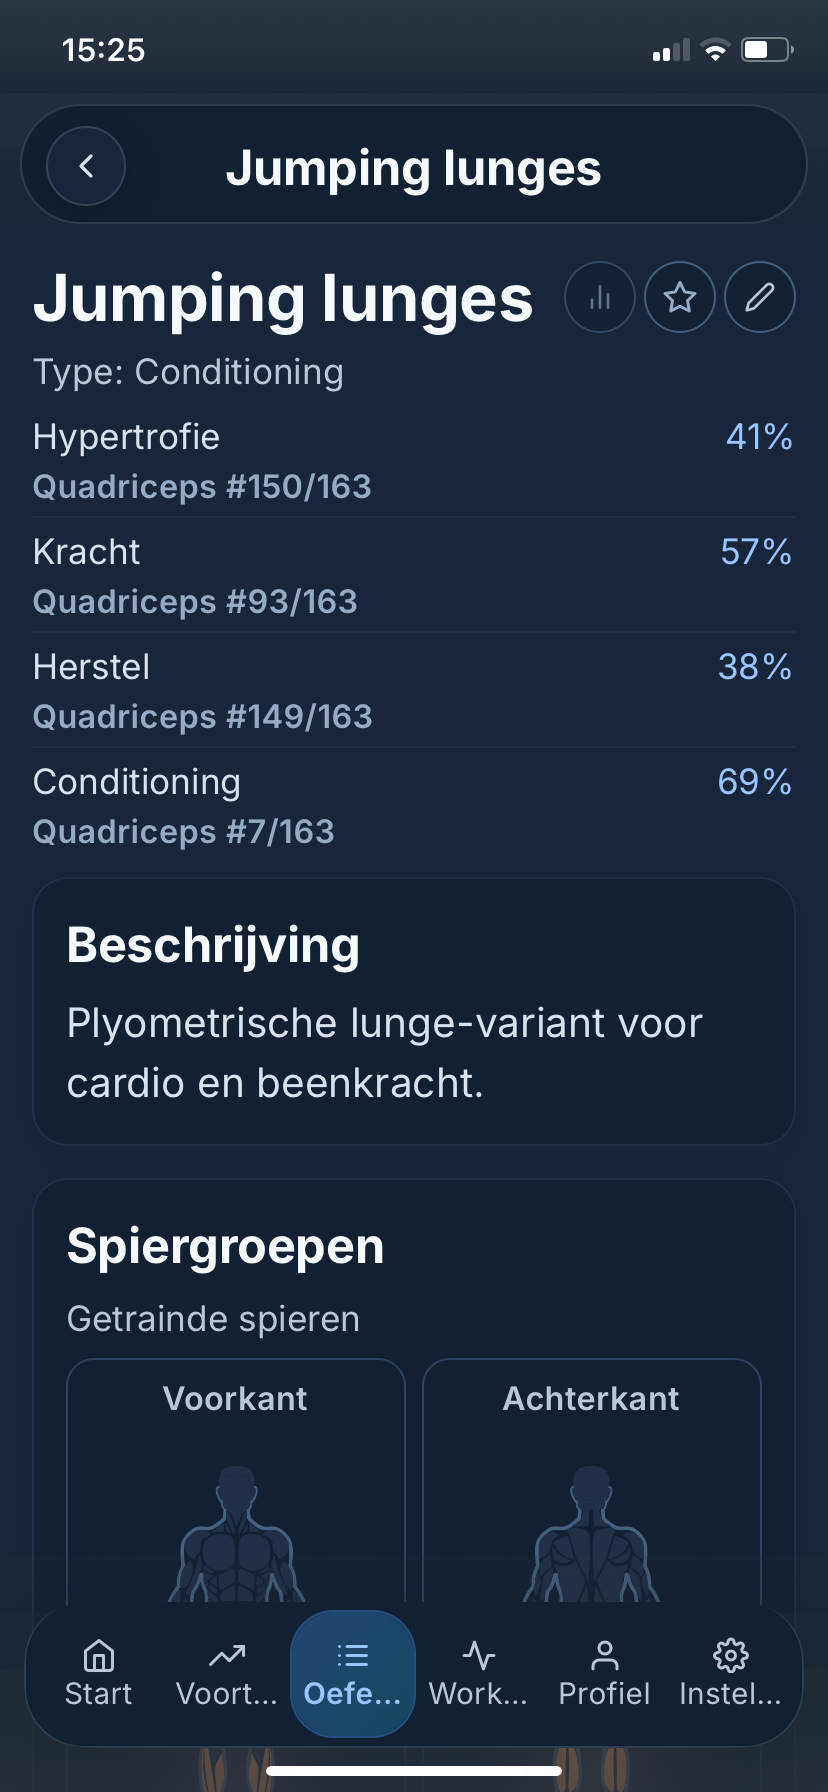 15:25
Jumping lunges
Jumping lunges
Type: Conditioning
Hypertrofie 41%
Quadriceps #150/163
Kracht 57%
Quadriceps #93/163
Herstel 38%
Quadriceps #149/163
Conditioning 69%
Quadriceps #7/163
Beschrijving
Plyometrische lunge-variant voor
cardio en beenkracht.
Spiergroepen
Getrainde spieren
Voorkant Achterkant
Start Voort... Oefe... Work... Profiel Instel...